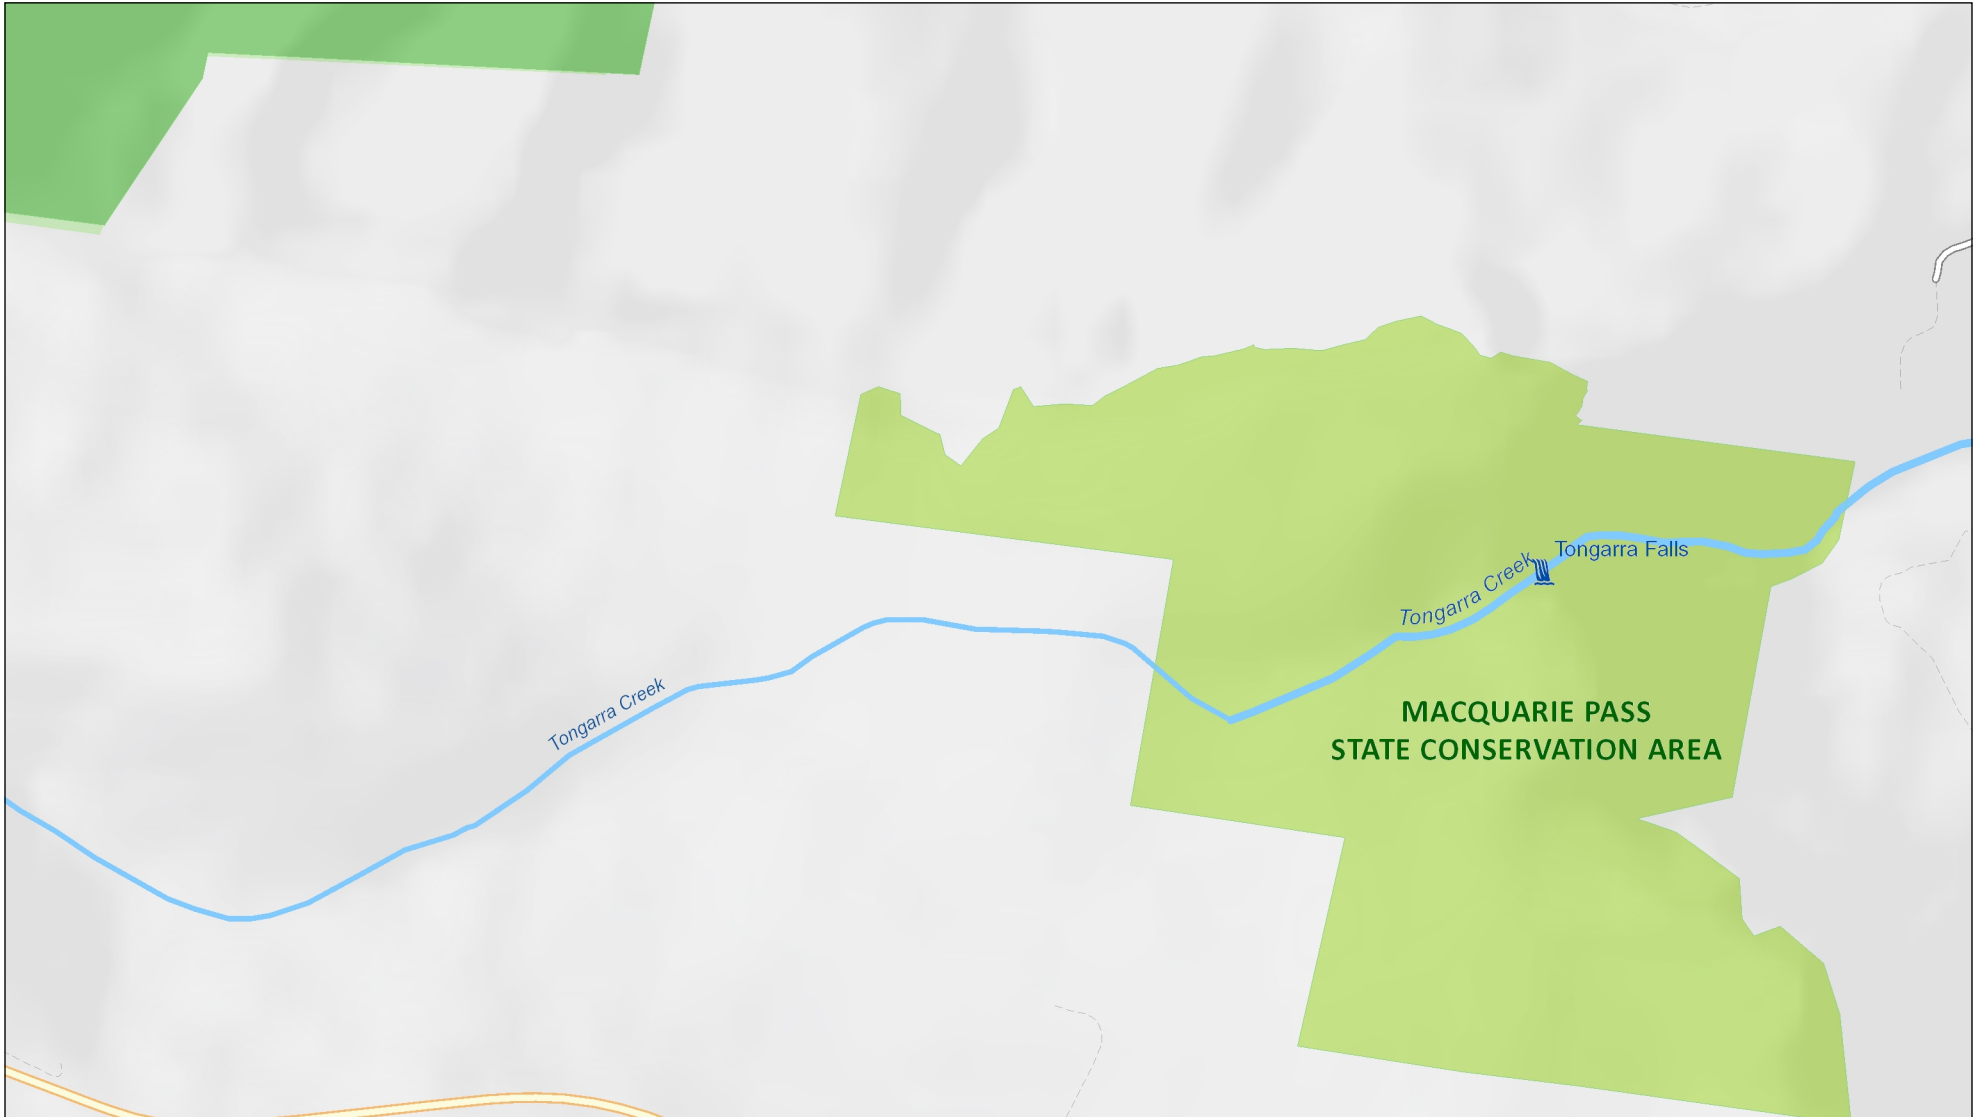 Tongarra Falls
Tongarra Creek
Tongarra Creek
MACQUARIE PASS
STATE CONSERVATION AREA